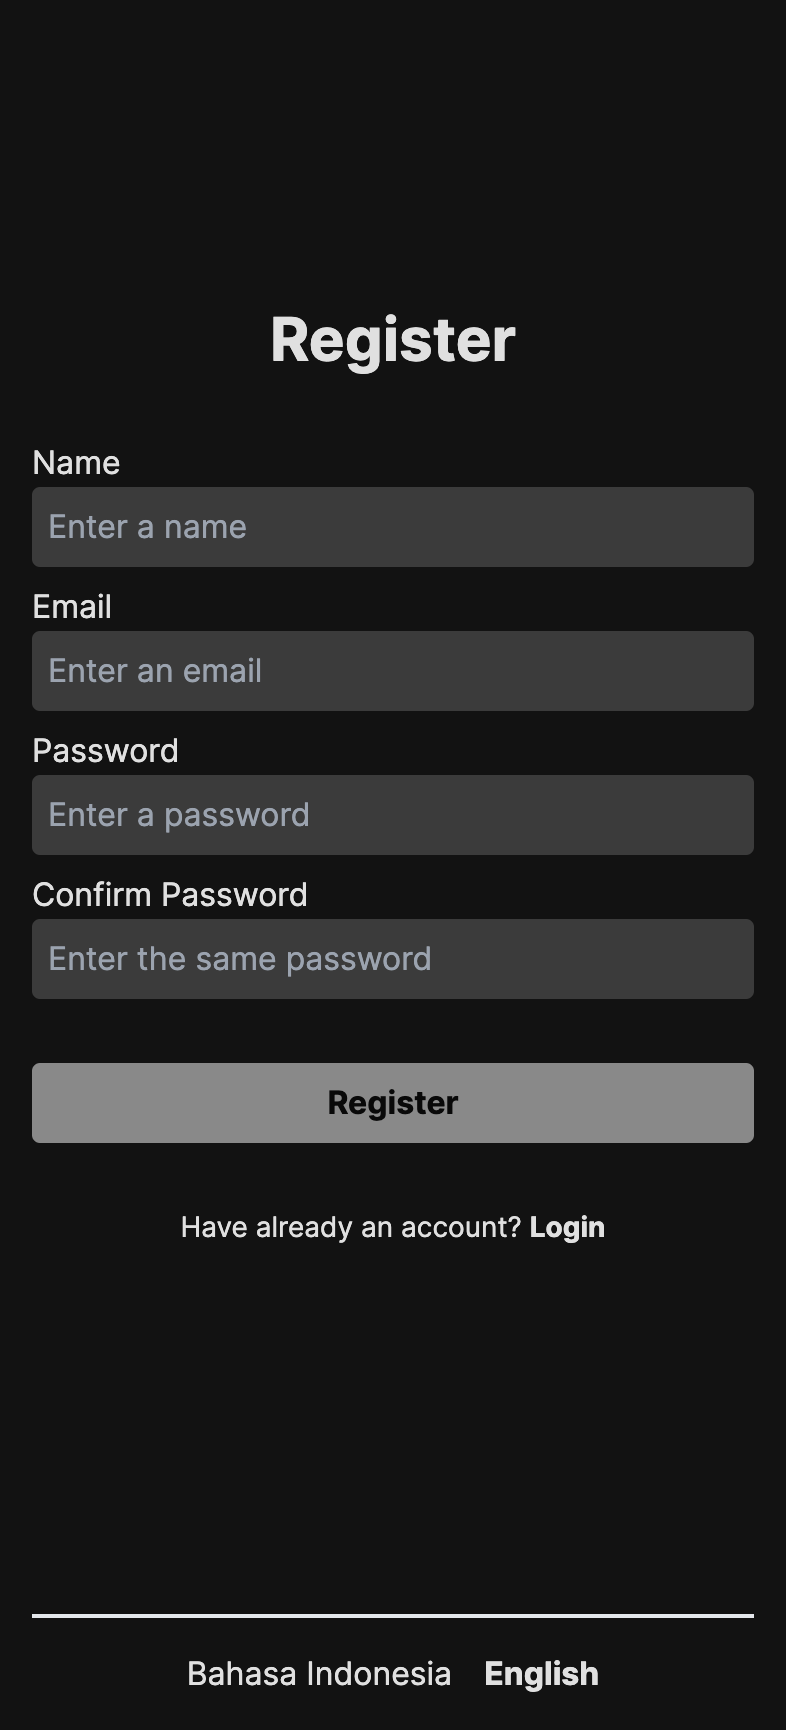 Register
Name
Enter a name
Email
Enter an email
Password
Enter a password
Confirm Password
Enter the same password
Register
Have already an account? Login
Bahasa Indonesia English